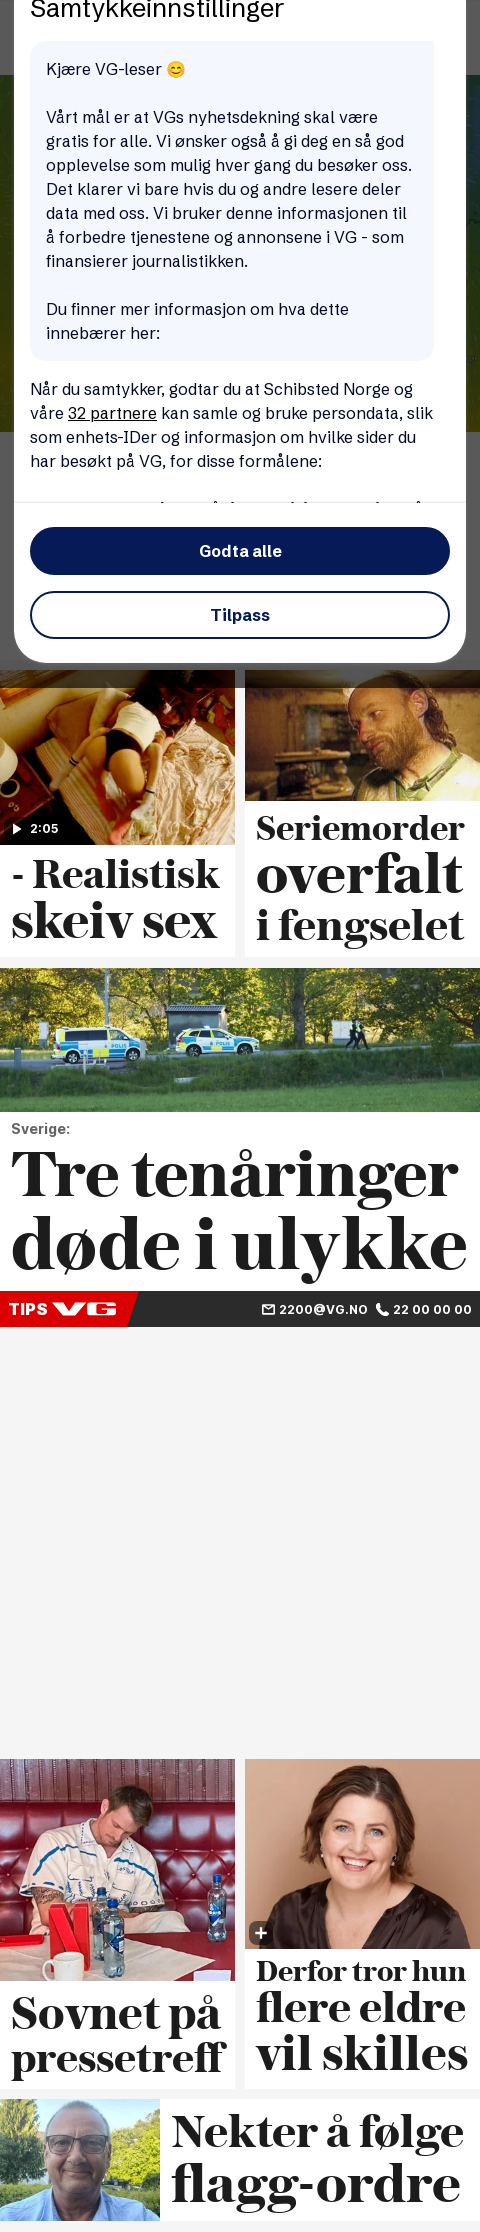 Samtykkeinnstillinger
Kjære VG-leser 😊
Vårt mål er at VGs nyhetsdekning skal være
gratis for alle. Vi ønsker også å gi deg en så god
opplevelse som mulig hver gang du besøker oss.
Det klarer vi bare hvis du og andre lesere deler
data med oss. Vi bruker denne informasjonen til
å forbedre tjenestene og annonsene i VG - som
finansierer journalistikken.
Du finner mer informasjon om hva dette
innebærer her:
Når du samtykker, godtar du at Schibsted Norge og
våre 32 partnere kan samle og bruke persondata, slik
som enhets-IDer og informasjon om hvilke sider du
har besøkt på VG, for disse formålene:
Godta alle
Tilpass
2:05
- Realistisk
skeiv sex
Seriemorder
overfalt
i fengselet
POLIS
POLIS
Sverige:
Tre tenåringer
døde i ulykke
TIPS VG
2200@VG.NO 22 00 00 00
N
Sovnet på
pressetreff
Derfor tror hun
flere eldre
vil skilles
Nekter å følge
flagg-ordre